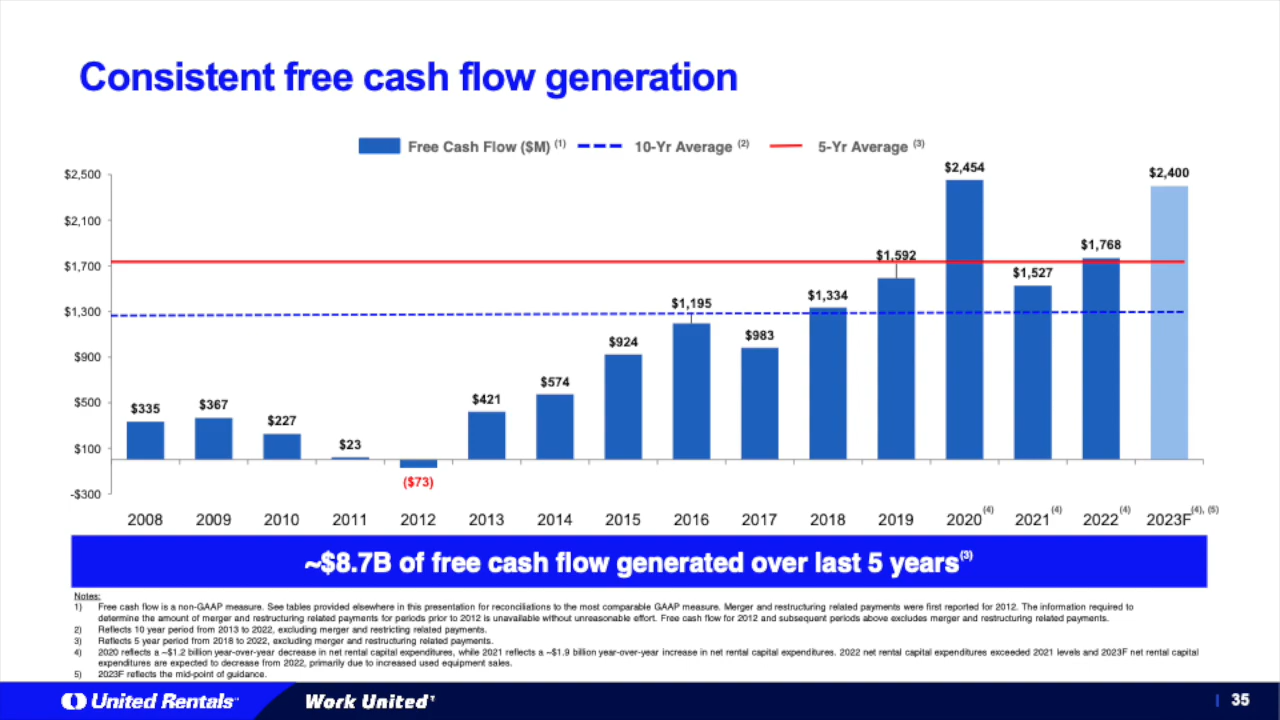 Consistent free cash flow generation
Free Cash Flow ($M) (1) 10-Yr Average (2) 5-Yr Average (3)
$2,500
$2,100
$1,700
$1,300
$900
$500
$100
-$300
$335
$367
$227
$23
($73)
$421
$574
$924
$1,195
$983
$1,334
$1,592
$2,454
$1,527
$1,768
$2,400
2008 2009 2010 2011 2012 2013 2014 2015 2016 2017 2018 2019 2020(4) 2021(4) 2022(4) 2023F(4), (5)
~$8.7B of free cash flow generated over last 5 years(3)
Notes:
1) Free cash flow is a non-GAAP measure. See tables provided elsewhere in this presentation for reconciliations to the most comparable GAAP measure. Merger and restructuring related payments were first reported for 2012. The information required to
determine the amount of merger and restructuring related payments for periods prior to 2012 is unavailable without unreasonable effort. Free cash flow for 2012 and subsequent periods above excludes merger and restructuring related payments.
2) Reflects 10 year period from 2013 to 2022, excluding merger and restricting related payments.
3) Reflects 5 year period from 2018 to 2022, excluding merger and restructuring related payments.
4) 2020 reflects a ~$1.2 billion year-over-year decrease in net rental capital expenditures, while 2021 reflects a ~$1.9 billion year-over-year increase in net rental capital expenditures. 2022 net rental capital expenditures exceeded 2021 levels and 2023F net rental capital
expenditures are expected to decrease from 2022, primarily due to increased used equipment sales.
5) 2023F reflects the mid-point of guidance.
United Rentals Work United
35